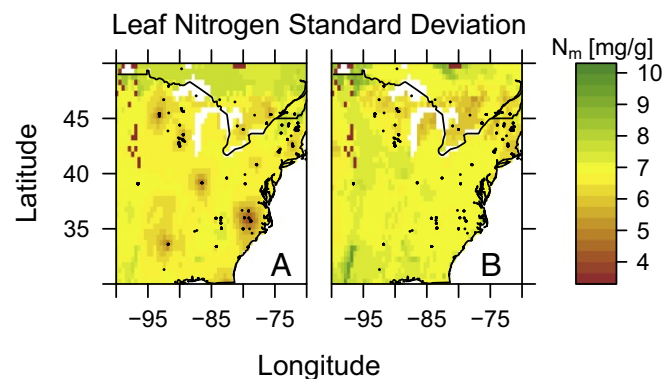 Leaf Nitrogen Standard Deviation
Nm [mg/g]
Latitude
45
40
35
A
B
−95 −85 −75
−95 −85 −75
Longitude
10
9
8
7
6
5
4